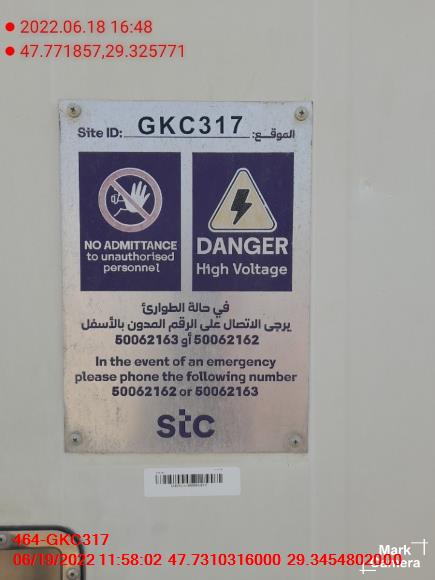 2022.06.18 16:48
47.771857,29.325771
Site ID: GKC317 الموقع:
NO ADMITTANCE
to unauthorised
personnel
DANGER
High Voltage
في حالة الطوارئ
يرجى الاتصال على الرقم المدون بالأسفل
50062162 أو 50062163
In the event of an emergency
please phone the following number
50062162 or 50062163
stc
464-GKC317
06/19/2022 11:58:02 47.7310316000 29.3454802000
Mark
Camera